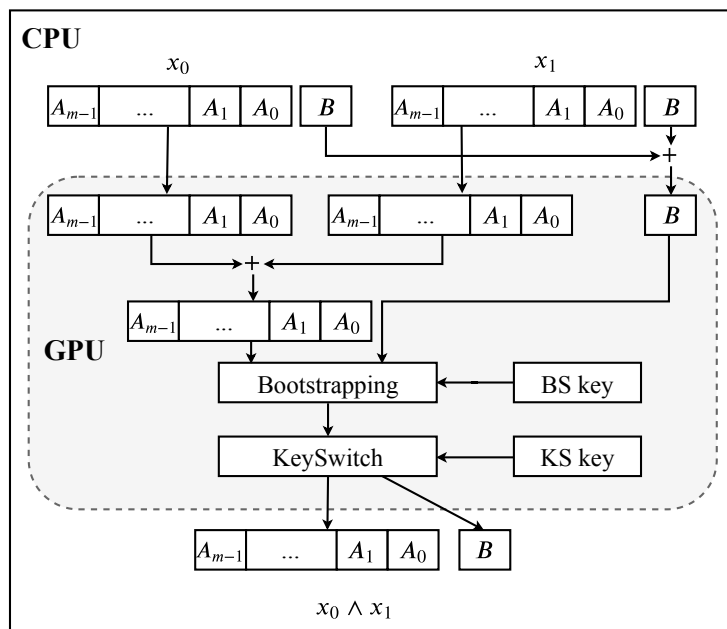 CPU
x₀ x₁
Aₘ₋₁ ... A₁ A₀ B Aₘ₋₁ ... A₁ A₀ B
+
Aₘ₋₁ ... A₁ A₀ Aₘ₋₁ ... A₁ A₀ B
+
Aₘ₋₁ ... A₁ A₀
GPU
Bootstrapping - BS key
KeySwitch KS key
Aₘ₋₁ ... A₁ A₀ B
x₀ ∧ x₁